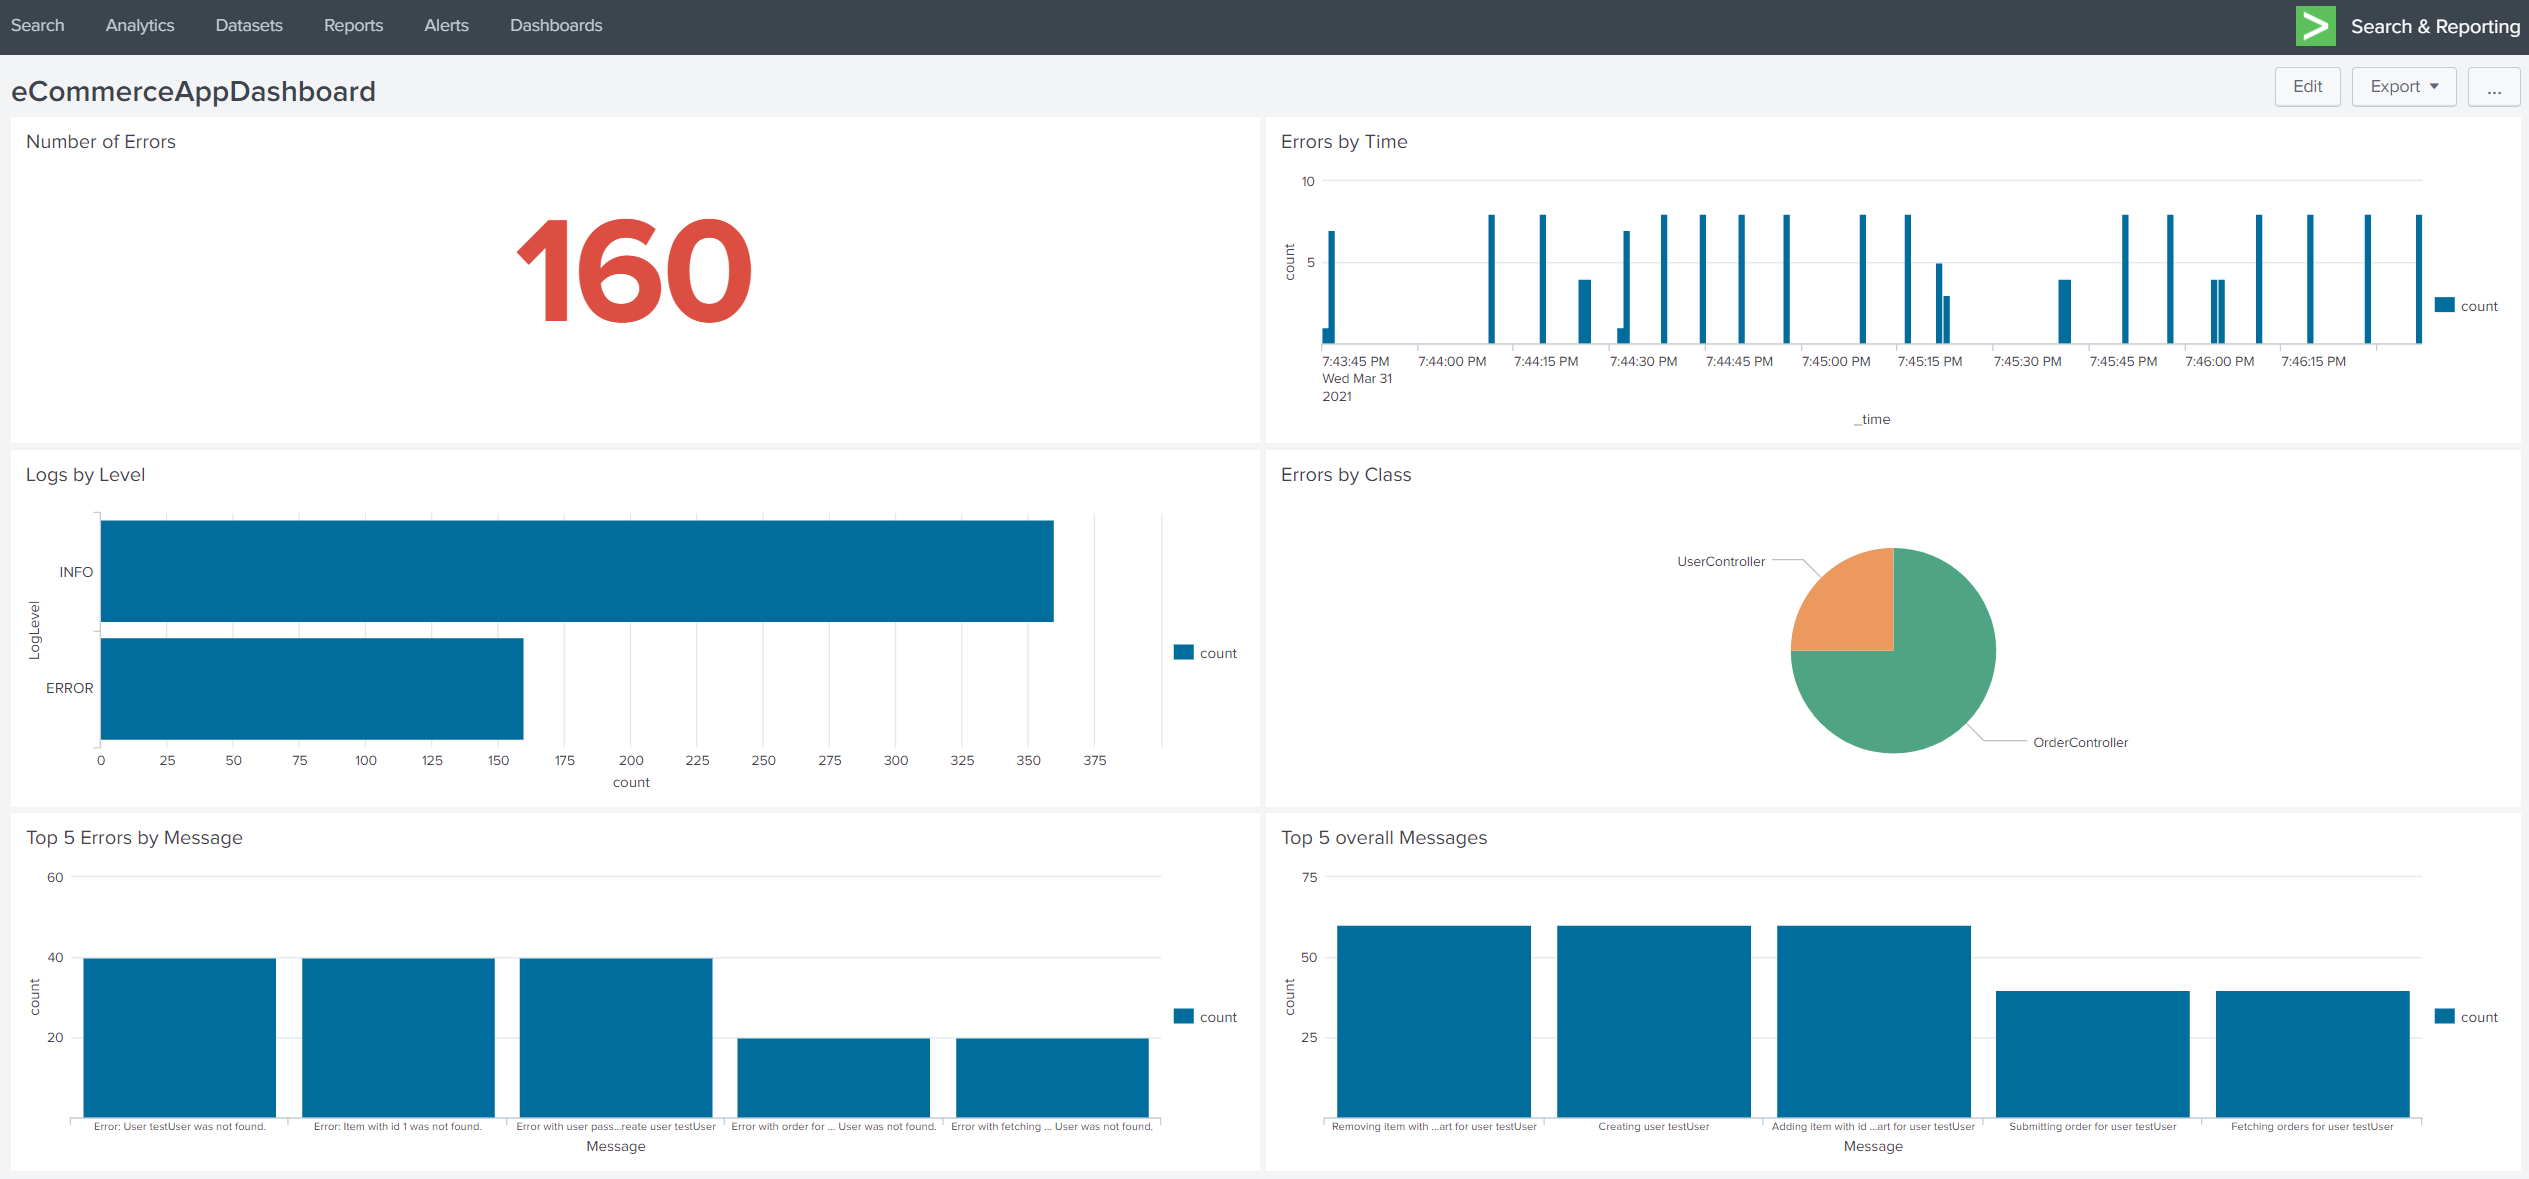 Search Analytics Datasets Reports Alerts Dashboards
Search & Reporting
eCommerceAppDashboard
Edit Export ...
Number of Errors
160
Errors by Time
10
5
count
7:43:45 PM 7:44:00 PM 7:44:15 PM 7:44:30 PM 7:44:45 PM 7:45:00 PM 7:45:15 PM 7:45:30 PM 7:45:45 PM 7:46:00 PM 7:46:15 PM
Wed Mar 31
2021
_time
count
Logs by Level
INFO
ERROR
LogLevel
0 25 50 75 100 125 150 175 200 225 250 275 300 325 350 375
count
count
Errors by Class
UserController
OrderController
Top 5 Errors by Message
60
40
20
count
Error: User testUser was not found. Error: Item with id 1 was not found. Error with user pass...reate user testUser Error with order for ... User was not found. Error with fetching ... User was not found.
Message
count
Top 5 overall Messages
75
50
25
count
Removing item with ...art for user testUser Creating user testUser Adding item with id ...art for user testUser Submitting order for user testUser Fetching orders for user testUser
Message
count